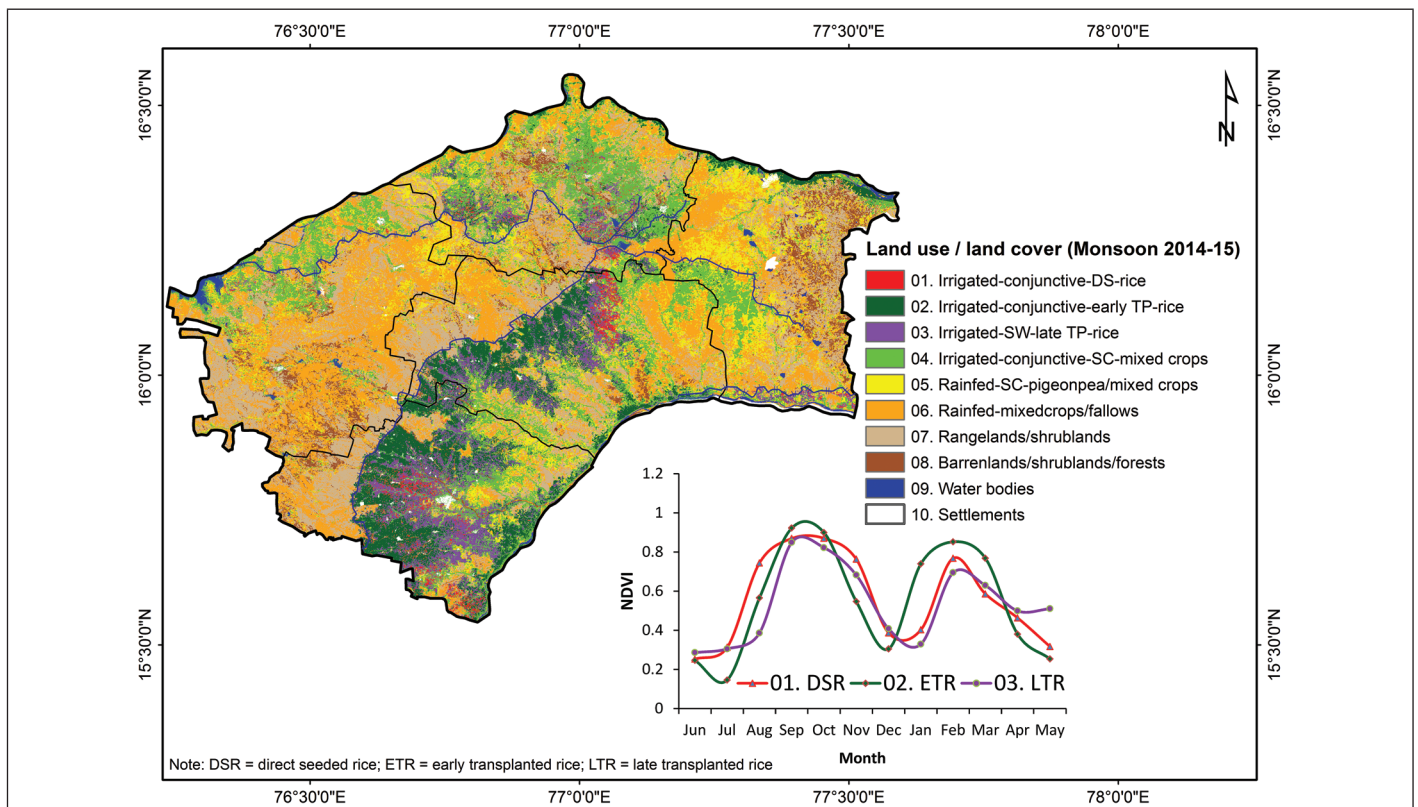 76°30'0"E 77°0'0"E 77°30'0"E 78°0'0"E
16°30'0"N
16°30'0"N
N
Land use / land cover (Monsoon 2014-15)
01. Irrigated-conjunctive-DS-rice
02. Irrigated-conjunctive-early TP-rice
03. Irrigated-SW-late TP-rice
04. Irrigated-conjunctive-SC-mixed crops
05. Rainfed-SC-pigeonpea/mixed crops
06. Rainfed-mixedcrops/fallows
07. Rangelands/shrublands
08. Barrenlands/shrublands/forests
09. Water bodies
10. Settlements
16°0'0"N
16°0'0"N
15°30'0"N
15°30'0"N
NDVI
1.2
1
0.8
0.6
0.4
0.2
0
01. DSR 02. ETR 03. LTR
Jun Jul Aug Sep Oct Nov Dec Jan Feb Mar Apr May
Month
Note: DSR = direct seeded rice; ETR = early transplanted rice; LTR = late transplanted rice
76°30'0"E 77°0'0"E 77°30'0"E 78°0'0"E